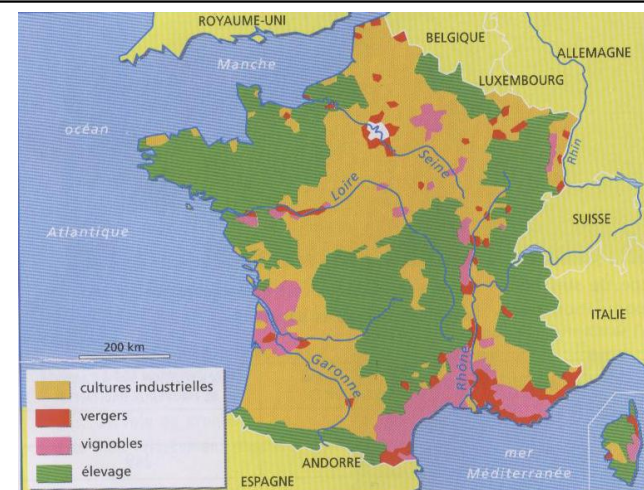 ROYAUME-UNI
BELGIQUE
ALLEMAGNE
Manche
LUXEMBOURG
océan
Rhin
Seine
Loire
SUISSE
Atlantique
ITALIE
200 km
Garonne
Rhône
cultures industrielles
vergers
vignobles
élevage
mer
Méditerranée
ANDORRE
ESPAGNE